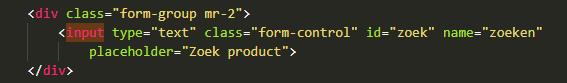 <div class="form-group mr-2">
<input type="text" class="form-control" id="zoek" name="zoeken"
placeholder="Zoek product">
</div>